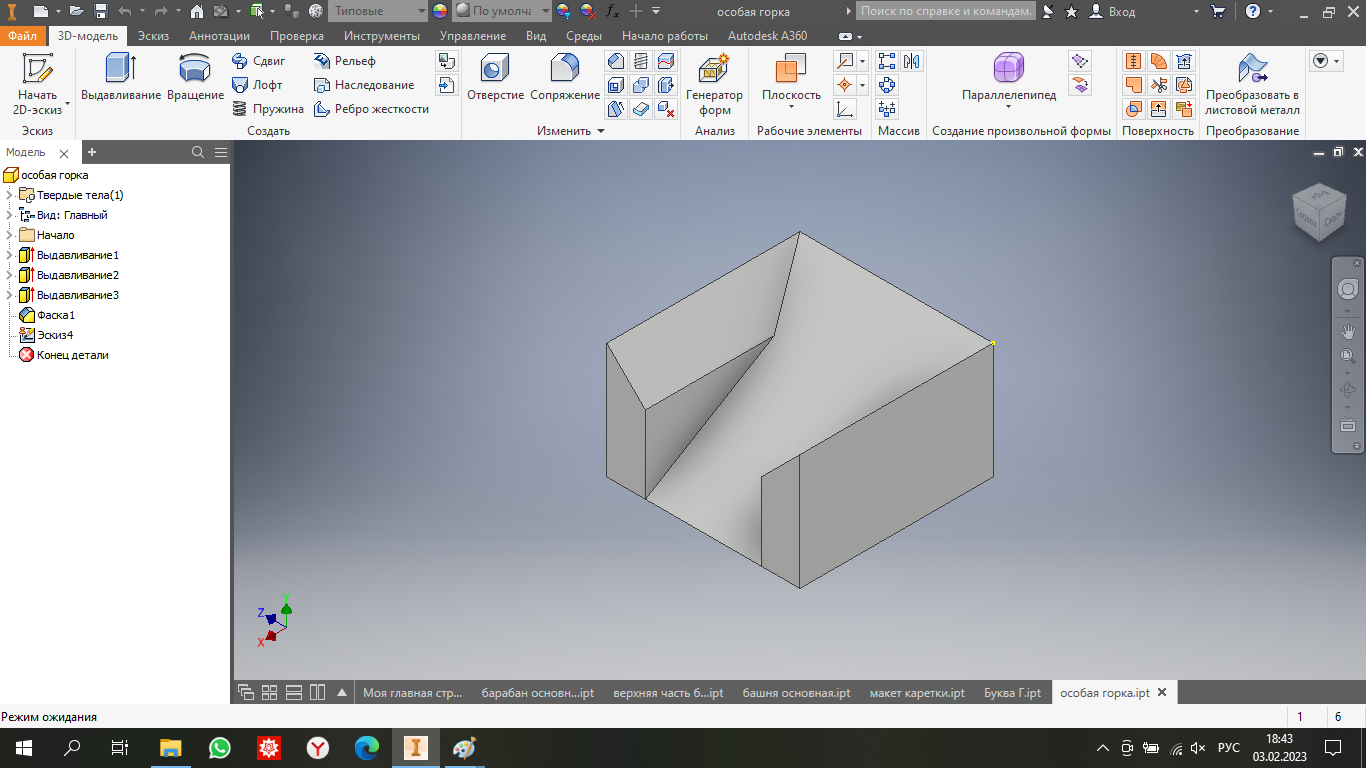 Типовые
По умолча
особая горка
Поиск по справке и командам.
Вход
Файл
3D-модель
Эскиз
Аннотации
Проверка
Инструменты
Управление
Вид
Среды
Начало работы
Autodesk A360
Начать
2D-эскиз
Эскиз
Выдавливание
Вращение
Сдвиг
Лофт
Пружина
Рельеф
Наследование
Ребро жесткости
Создать
Отверстие
Сопряжение
Изменить
Генератор
форм
Анализ
Плоскость
Рабочие элементы
Массив
Параллелепипед
Создание произвольной формы
Поверхность
Преобразовать в
листовой металл
Преобразование
Модель
особая горка
Твердые тела(1)
Вид: Главный
Начало
Выдавливание1
Выдавливание2
Выдавливание3
Фаска1
Эскиз4
Конец детали
Y
Z
X
Моя главная стр...
барабан основн...ipt
верхняя часть б...ipt
башня основная.ipt
макет каретки.ipt
Буква Г.ipt
особая горка.ipt
Режим ожидания
1
6
РУС
18:43
03.02.2023